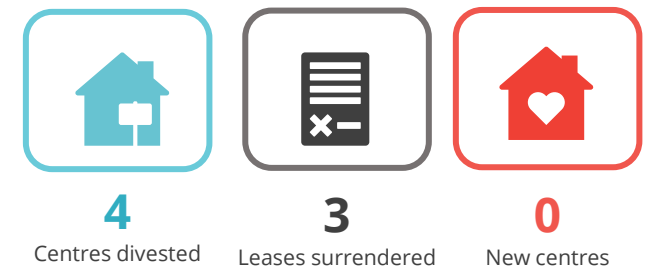 4
Centres divested
3
Leases surrendered
0
New centres